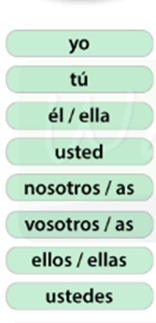 yo
tú
él / ella
usted
nosotros / as
vosotros / as
ellos / ellas
ustedes